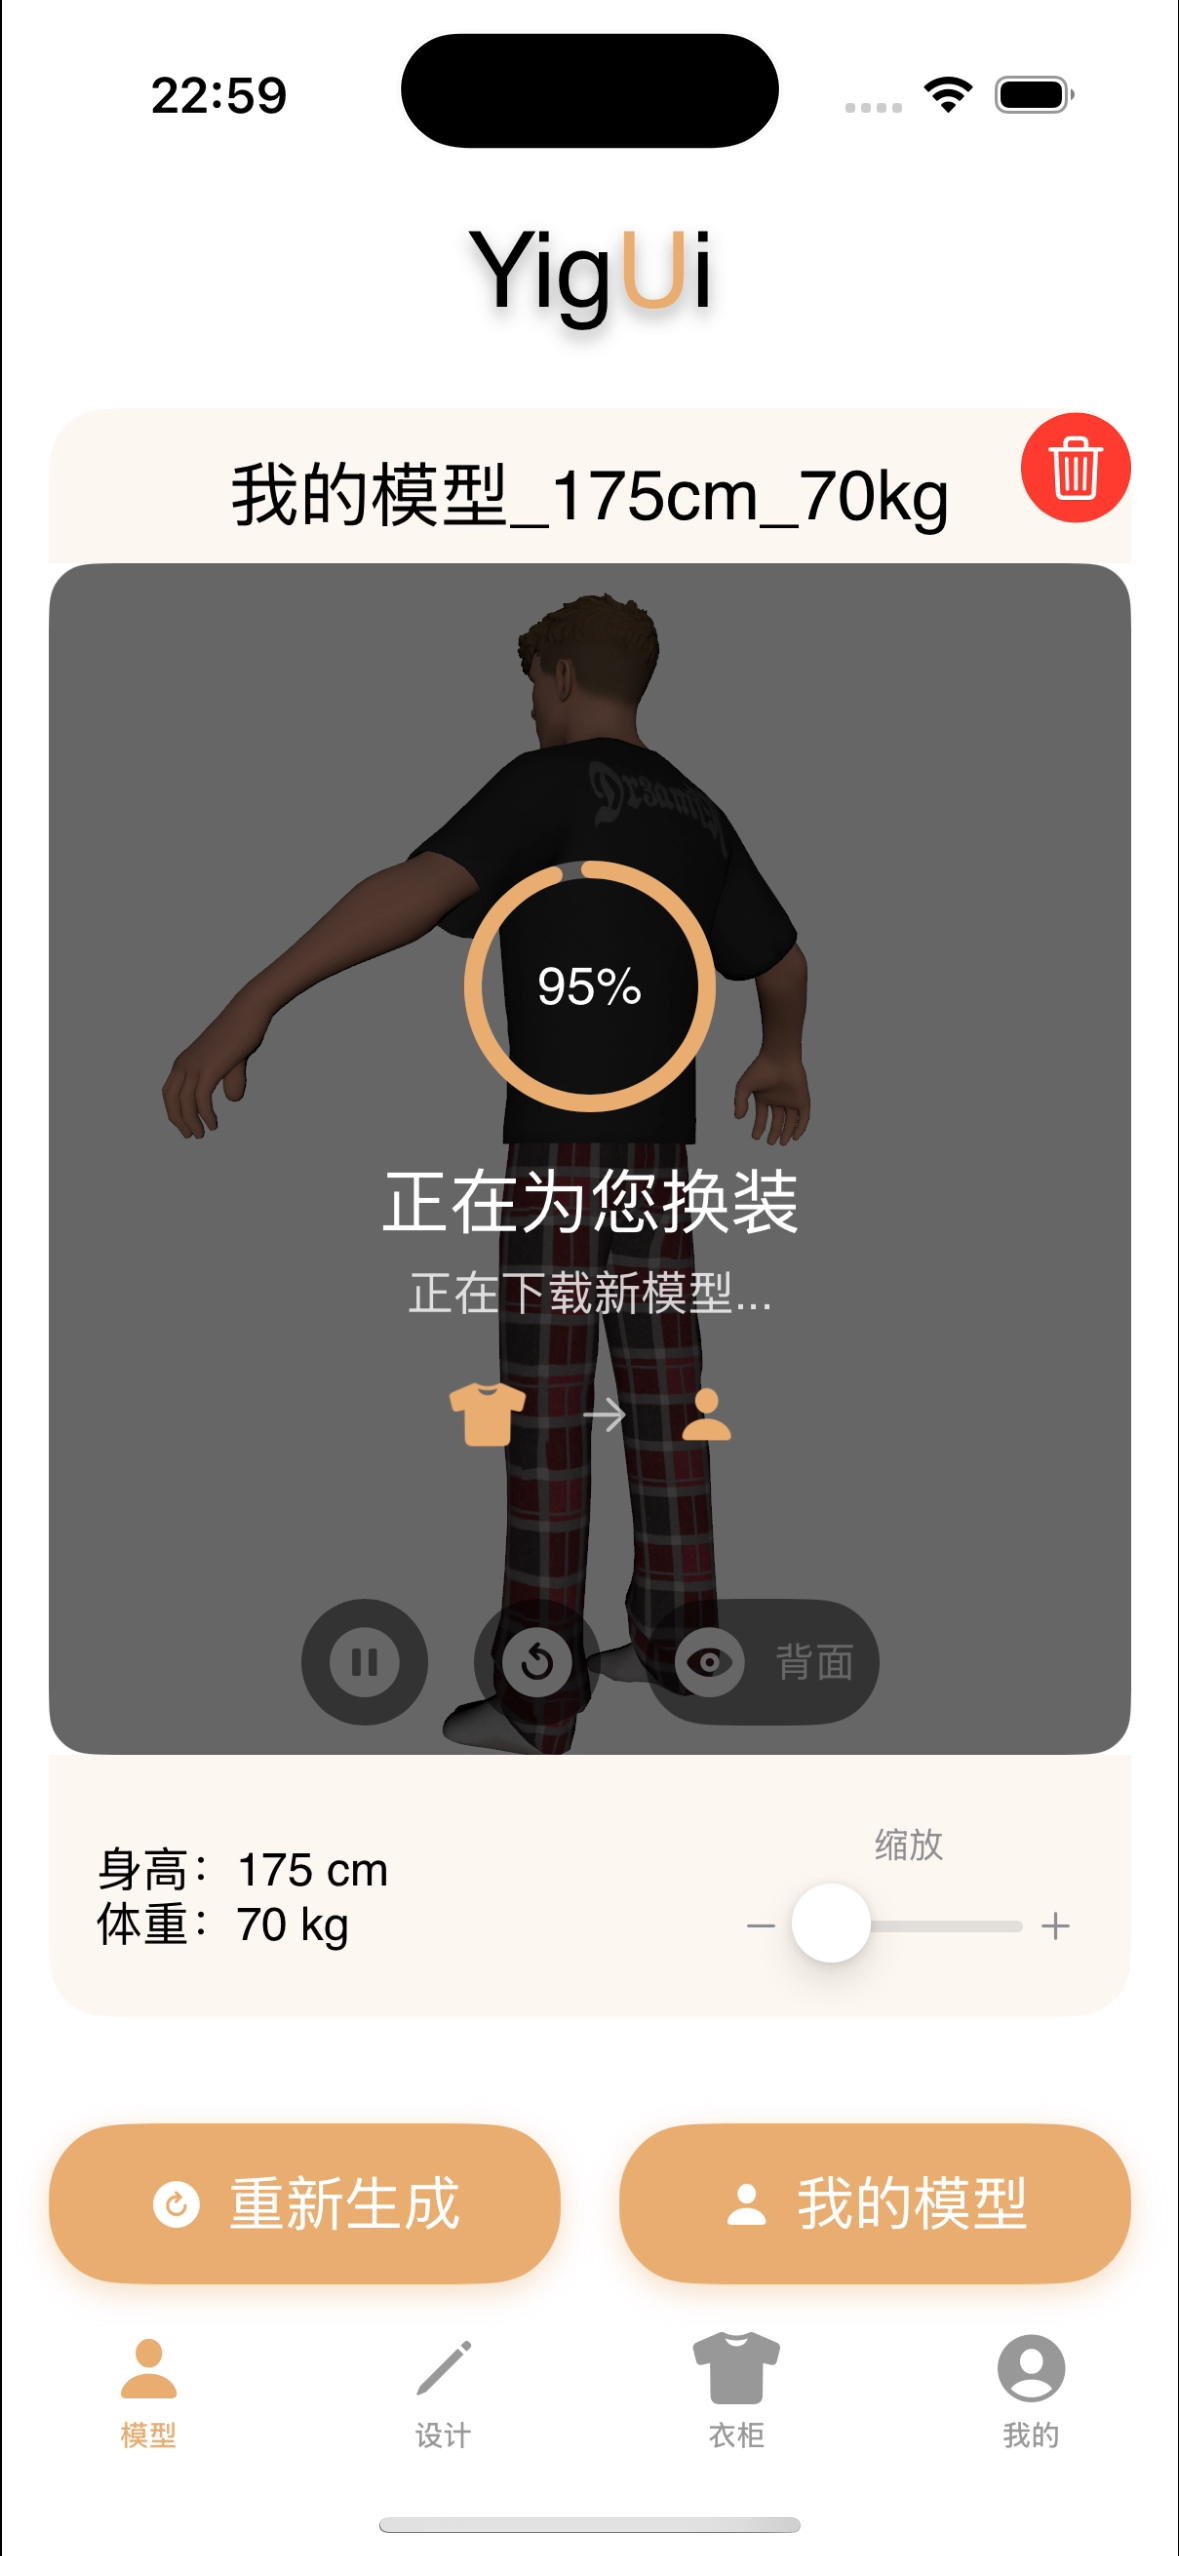 22:59
YigUi
我的模型_175cm_70kg
95%
正在为您换装
正在下载新模型...
背面
身高：175 cm
体重：70 kg
缩放
重新生成
我的模型
模型
设计
衣柜
我的